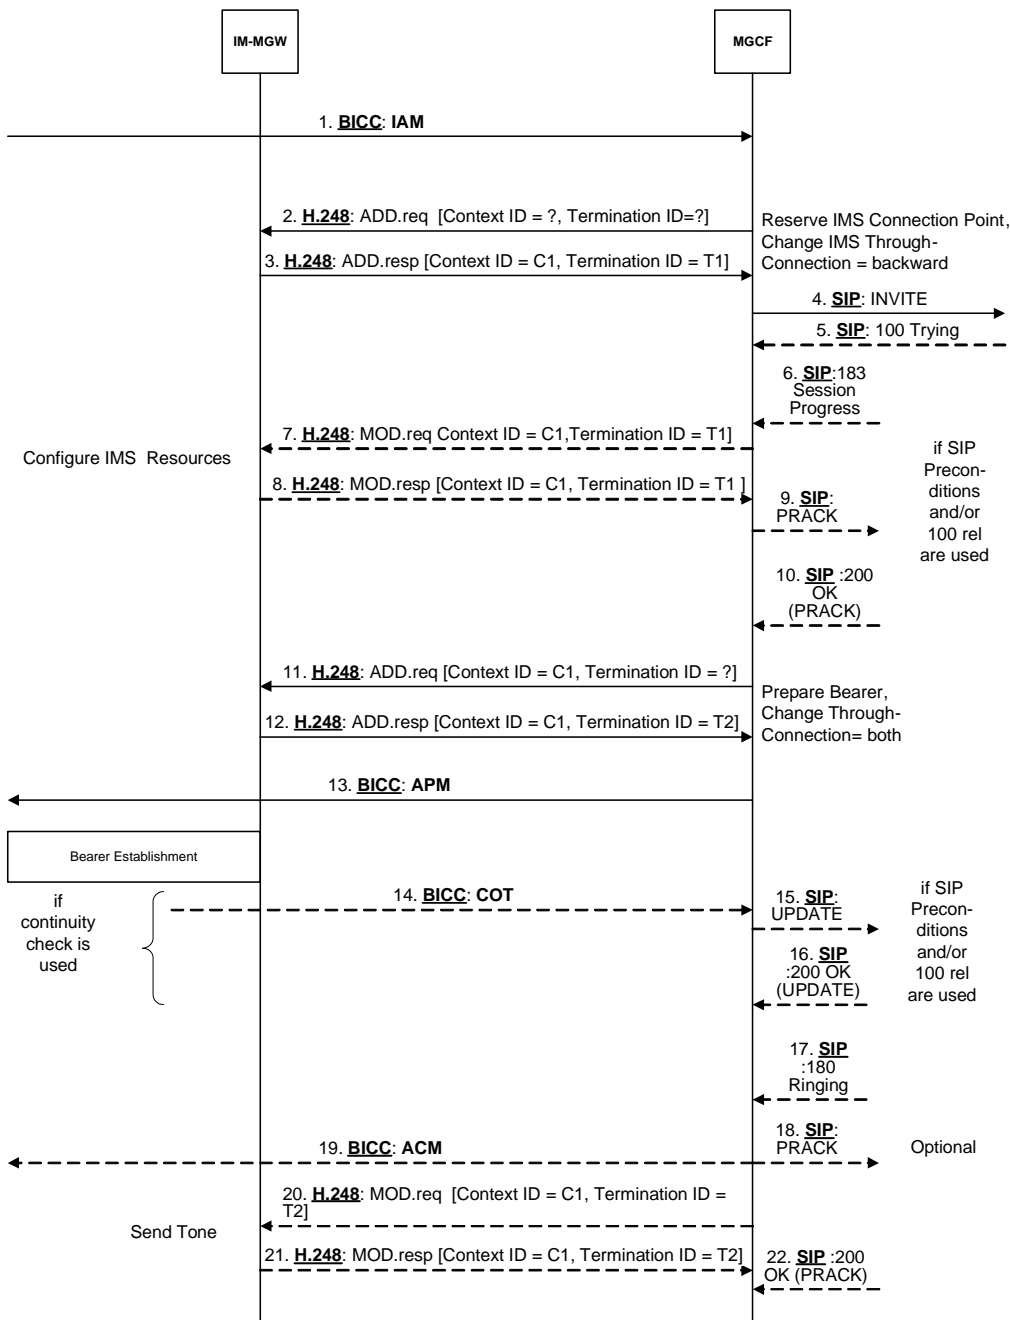 IM-MGW
MGCF
1. BICC: IAM
2. H.248: ADD.req [Context ID = ?, Termination ID=?]
Reserve IMS Connection Point,
Change IMS Through-
Connection = backward
3. H.248: ADD.resp [Context ID = C1, Termination ID = T1]
4. SIP: INVITE
5. SIP: 100 Trying
6. SIP:183
Session
Progress
7. H.248: MOD.req Context ID = C1,Termination ID = T1]
Configure IMS Resources
8. H.248: MOD.resp [Context ID = C1, Termination ID = T1 ]
9. SIP:
PRACK
if SIP
Precon-
ditions
and/or
100 rel
are used
10. SIP :200
OK
(PRACK)
11. H.248: ADD.req [Context ID = C1, Termination ID = ?]
Prepare Bearer,
Change Through-
Connection= both
12. H.248: ADD.resp [Context ID = C1, Termination ID = T2]
13. BICC: APM
Bearer Establishment
if
continuity
check is
used
14. BICC: COT
15. SIP:
UPDATE
if SIP
Precon-
ditions
and/or
100 rel
are used
16. SIP
:200 OK
(UPDATE)
17. SIP
:180
Ringing
18. SIP:
PRACK
Optional
19. BICC: ACM
20. H.248: MOD.req [Context ID = C1, Termination ID =
T2]
Send Tone
21. H.248: MOD.resp [Context ID = C1, Termination ID = T2]
22. SIP :200
OK (PRACK)